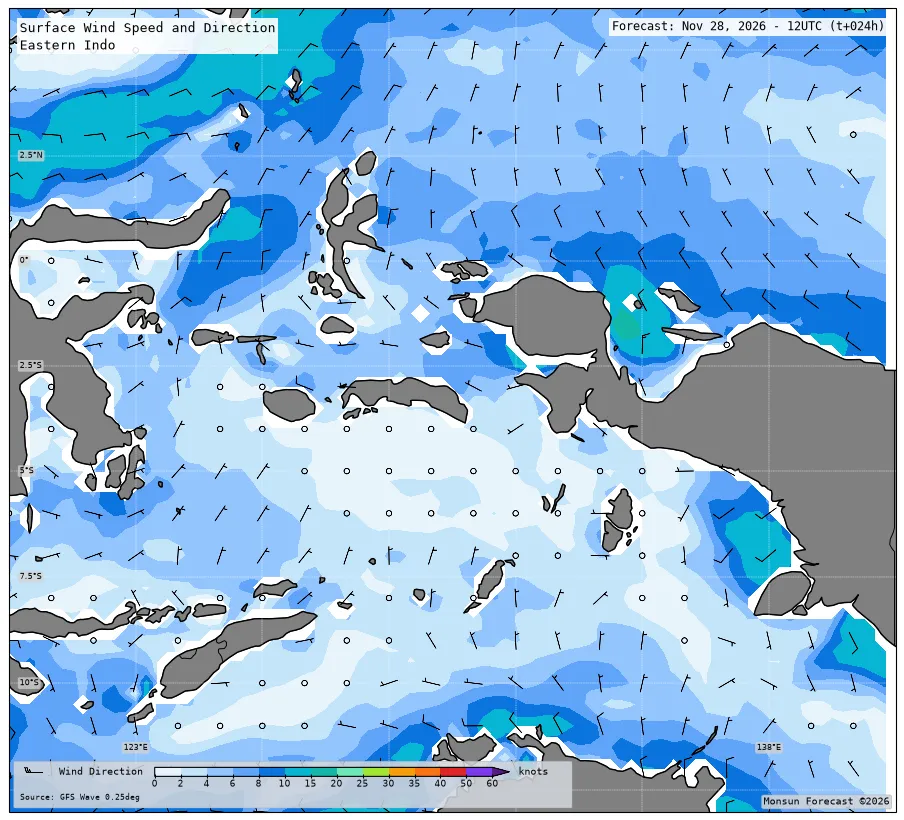 Surface Wind Speed and Direction
Eastern Indo
Forecast: Nov 28, 2026 - 12UTC (t+024h)
2.5°N
0°
2.5°S
5°S
7.5°S
10°S
123°E
138°E
Wind Direction
knots
0 2 4 6 8 10 15 20 25 30 35 40 50 60
Source: GFS Wave 0.25deg
Monsun Forecast ©2026